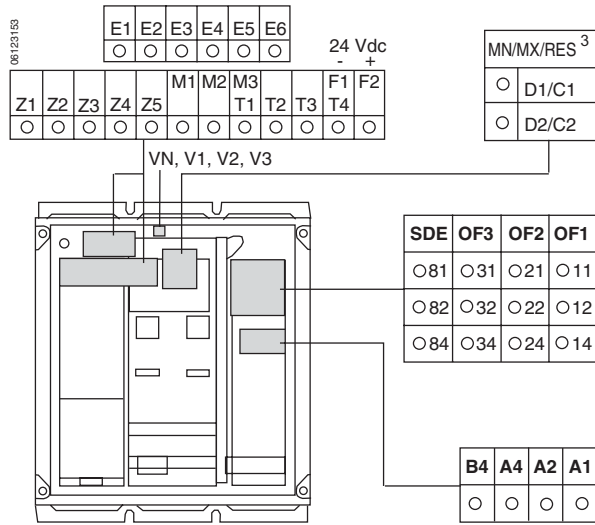 06123153
E1 E2 E3 E4 E5 E6
24 Vdc
- +
M1 M2 M3 F1 F2
Z1 Z2 Z3 Z4 Z5 T1 T2 T3 T4
VN, V1, V2, V3
MN/MX/RES 3
D1/C1
D2/C2
SDE OF3 OF2 OF1
81 31 21 11
82 32 22 12
84 34 24 14
B4 A4 A2 A1